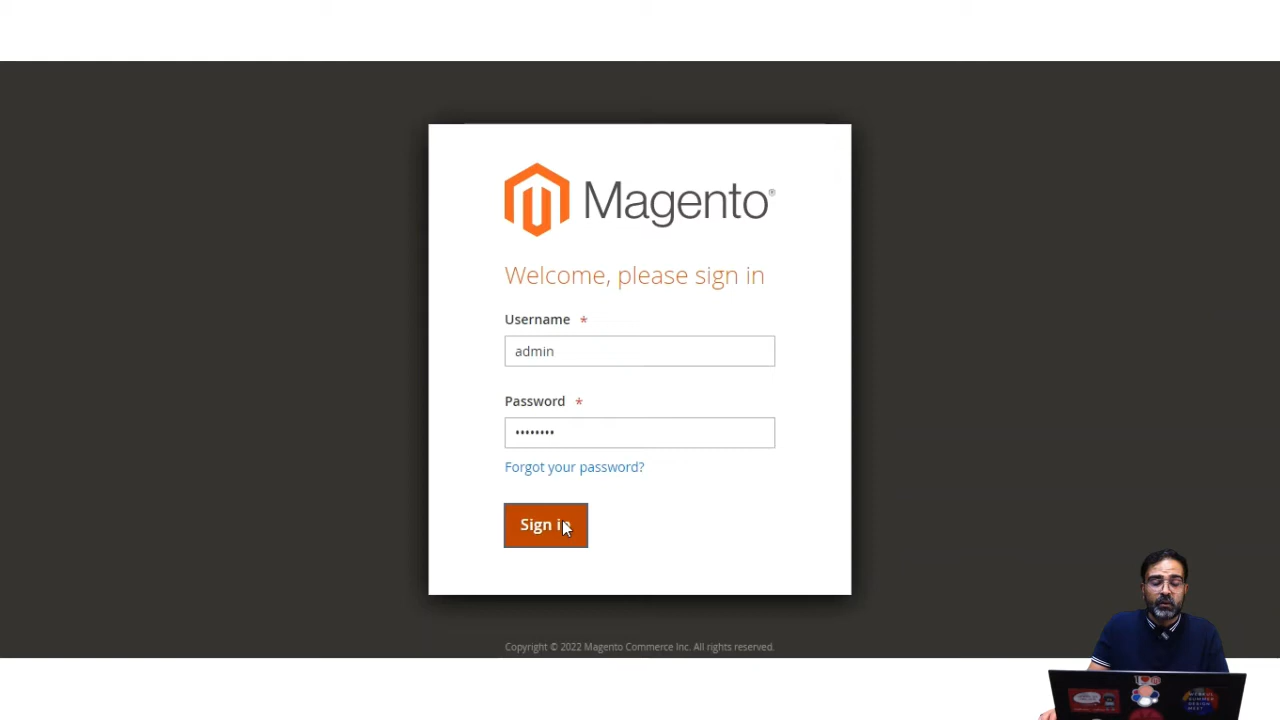 Magento®
Welcome, please sign in
Username *
admin
Password *
••••••••
Forgot your password?
Sign in
Copyright © 2022 Magento Commerce Inc. All rights reserved.